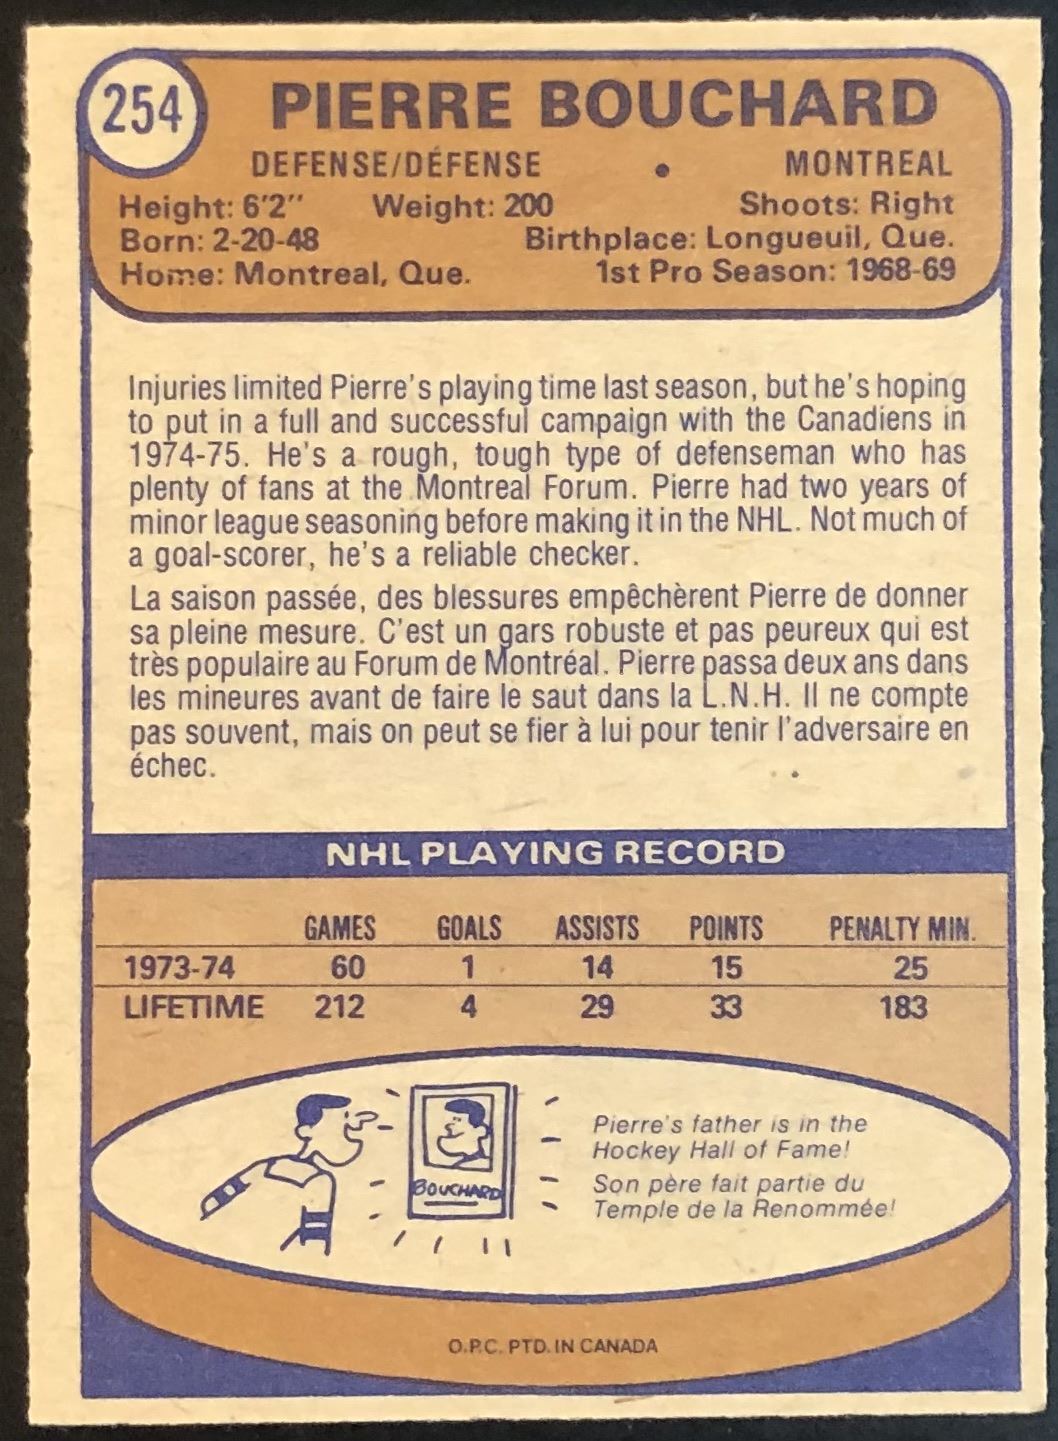 254
PIERRE BOUCHARD
DEFENSE/DÉFENSE • MONTREAL
Height: 6'2" Weight: 200 Shoots: Right
Born: 2-20-48 Birthplace: Longueuil, Que.
Home: Montreal, Que. 1st Pro Season: 1968-69
Injuries limited Pierre's playing time last season, but he's hoping
to put in a full and successful campaign with the Canadiens in
1974-75. He's a rough, tough type of defenseman who has
plenty of fans at the Montreal Forum. Pierre had two years of
minor league seasoning before making it in the NHL. Not much of
a goal-scorer, he's a reliable checker.
La saison passée, des blessures empêchèrent Pierre de donner
sa pleine mesure. C'est un gars robuste et pas peureux qui est
très populaire au Forum de Montréal. Pierre passa deux ans dans
les mineures avant de faire le saut dans la L.N.H. Il ne compte
pas souvent, mais on peut se fier à lui pour tenir l'adversaire en
échec.
NHL PLAYING RECORD
GAMES GOALS ASSISTS POINTS PENALTY MIN.
1973-74 60 1 14 15 25
LIFETIME 212 4 29 33 183
BOUCHARD
Pierre's father is in the
Hockey Hall of Fame!
Son père fait partie du
Temple de la Renommée!
O.P.C. PTD. IN CANADA